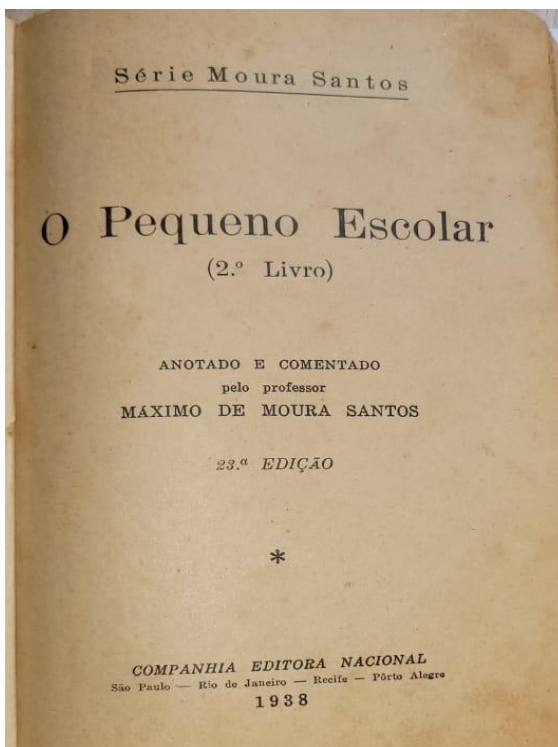 Série Moura Santos
O Pequeno Escolar
(2.º Livro)
ANOTADO E COMENTADO
pelo professor
MÁXIMO DE MOURA SANTOS
23.ª EDIÇÃO
*
COMPANHIA EDITORA NACIONAL
São Paulo — Rio de Janeiro — Recife — Pôrto Alegre
1938